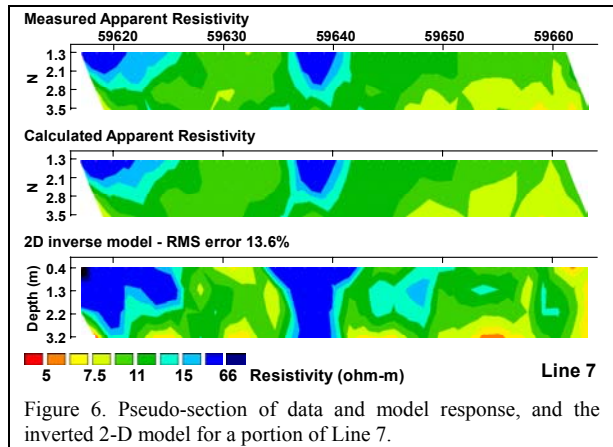 Measured Apparent Resistivity
59620 59630 59640 59650 59660
1.3
2.1
2.8
3.5
N
Calculated Apparent Resistivity
1.3
2.1
2.8
3.5
N
2D inverse model - RMS error 13.6%
0.4
1.3
2.2
3.2
Depth (m)
5 7.5 11 15 66 Resistivity (ohm-m) Line 7
Figure 6. Pseudo-section of data and model response, and the
inverted 2-D model for a portion of Line 7.